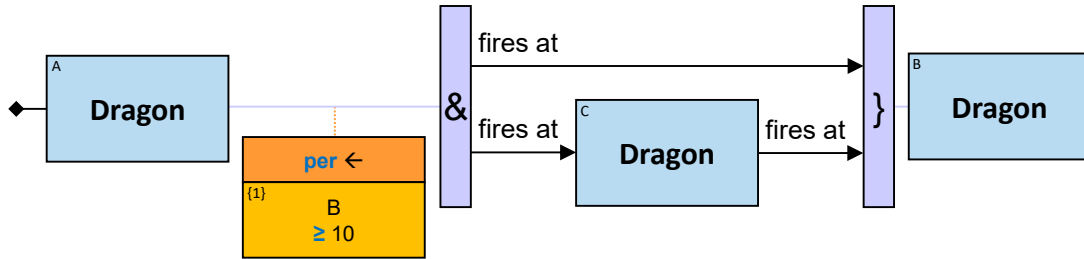 A
Dragon
per ←
{1}
B
≥ 10
&
fires at
fires at
C
Dragon
fires at
}
B
Dragon